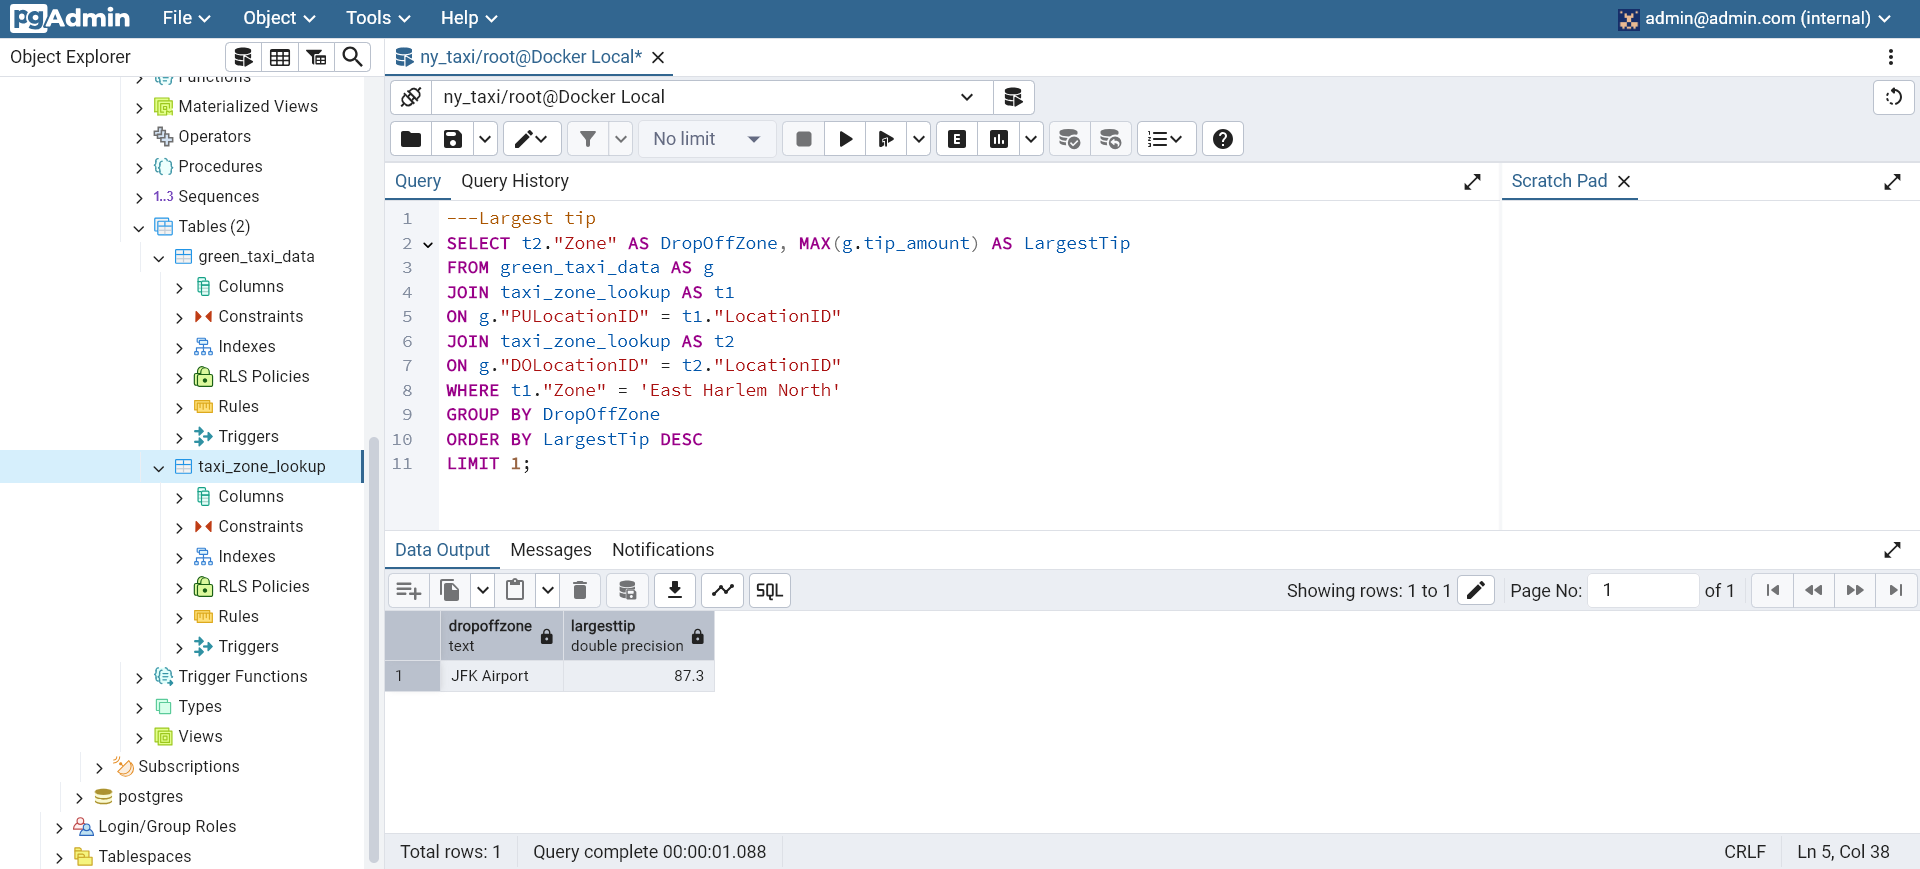 pgAdmin File Object Tools Help admin@admin.com (internal)
Object Explorer
ny_taxi/root@Docker Local*
Functions
Materialized Views
Operators
Procedures
1..3 Sequences
Tables (2)
green_taxi_data
Columns
Constraints
Indexes
RLS Policies
Rules
Triggers
taxi_zone_lookup
Columns
Constraints
Indexes
RLS Policies
Rules
Triggers
Trigger Functions
Types
Views
Subscriptions
postgres
Login/Group Roles
Tablespaces
ny_taxi/root@Docker Local
No limit E
Query Query History
Scratch Pad
1 ---Largest tip
2 SELECT t2."Zone" AS DropOffZone, MAX(g.tip_amount) AS LargestTip
3 FROM green_taxi_data AS g
4 JOIN taxi_zone_lookup AS t1
5 ON g."PULocationID" = t1."LocationID"
6 JOIN taxi_zone_lookup AS t2
7 ON g."DOLocationID" = t2."LocationID"
8 WHERE t1."Zone" = 'East Harlem North'
9 GROUP BY DropOffZone
10 ORDER BY LargestTip DESC
11 LIMIT 1;
Data Output Messages Notifications
SQL Showing rows: 1 to 1 Page No: 1 of 1
dropoffzone largesttip
text double precision
1 JFK Airport 87.3
Total rows: 1 Query complete 00:00:01.088 CRLF Ln 5, Col 38